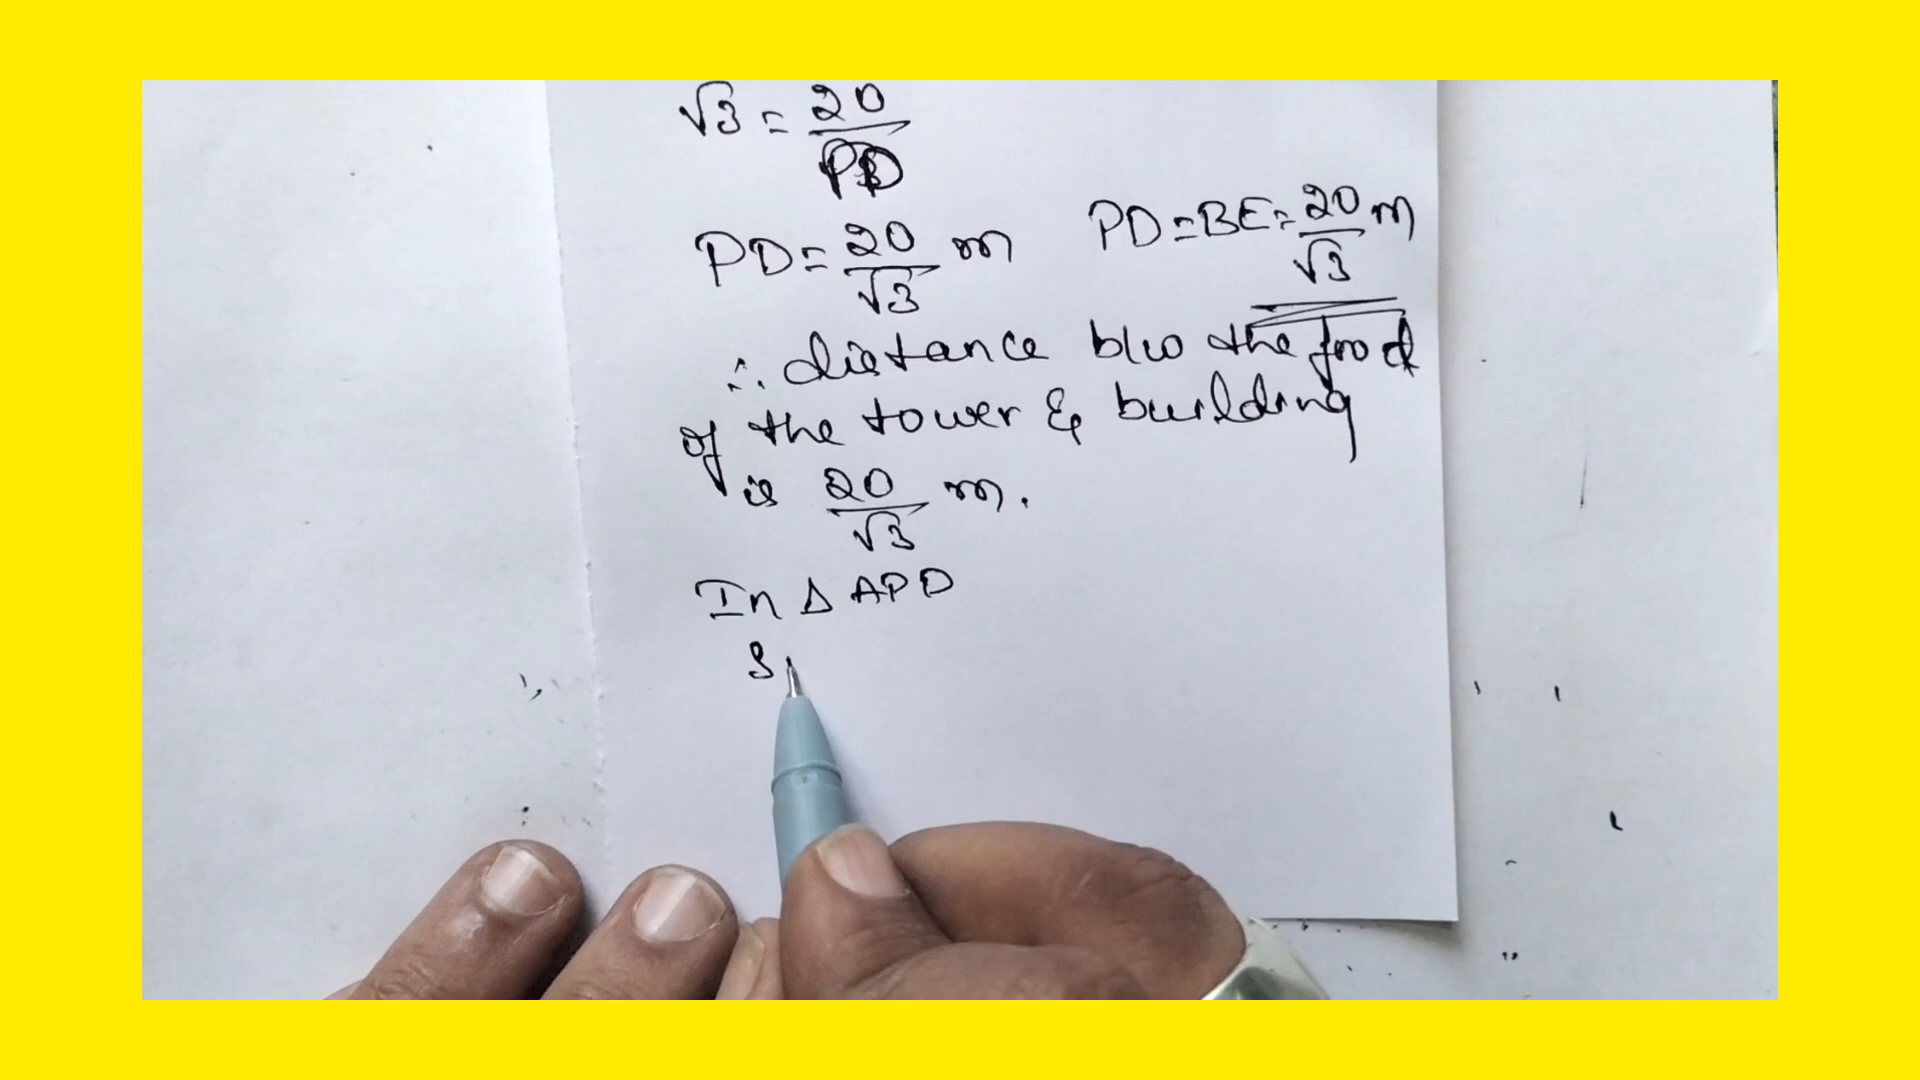 √3 = 20/PD
PD = 20/√3 m
PD = BE = 20/√3 m
∴ distance b/w the foot
of the tower & building
is 20/√3 m.
In Δ APD
S